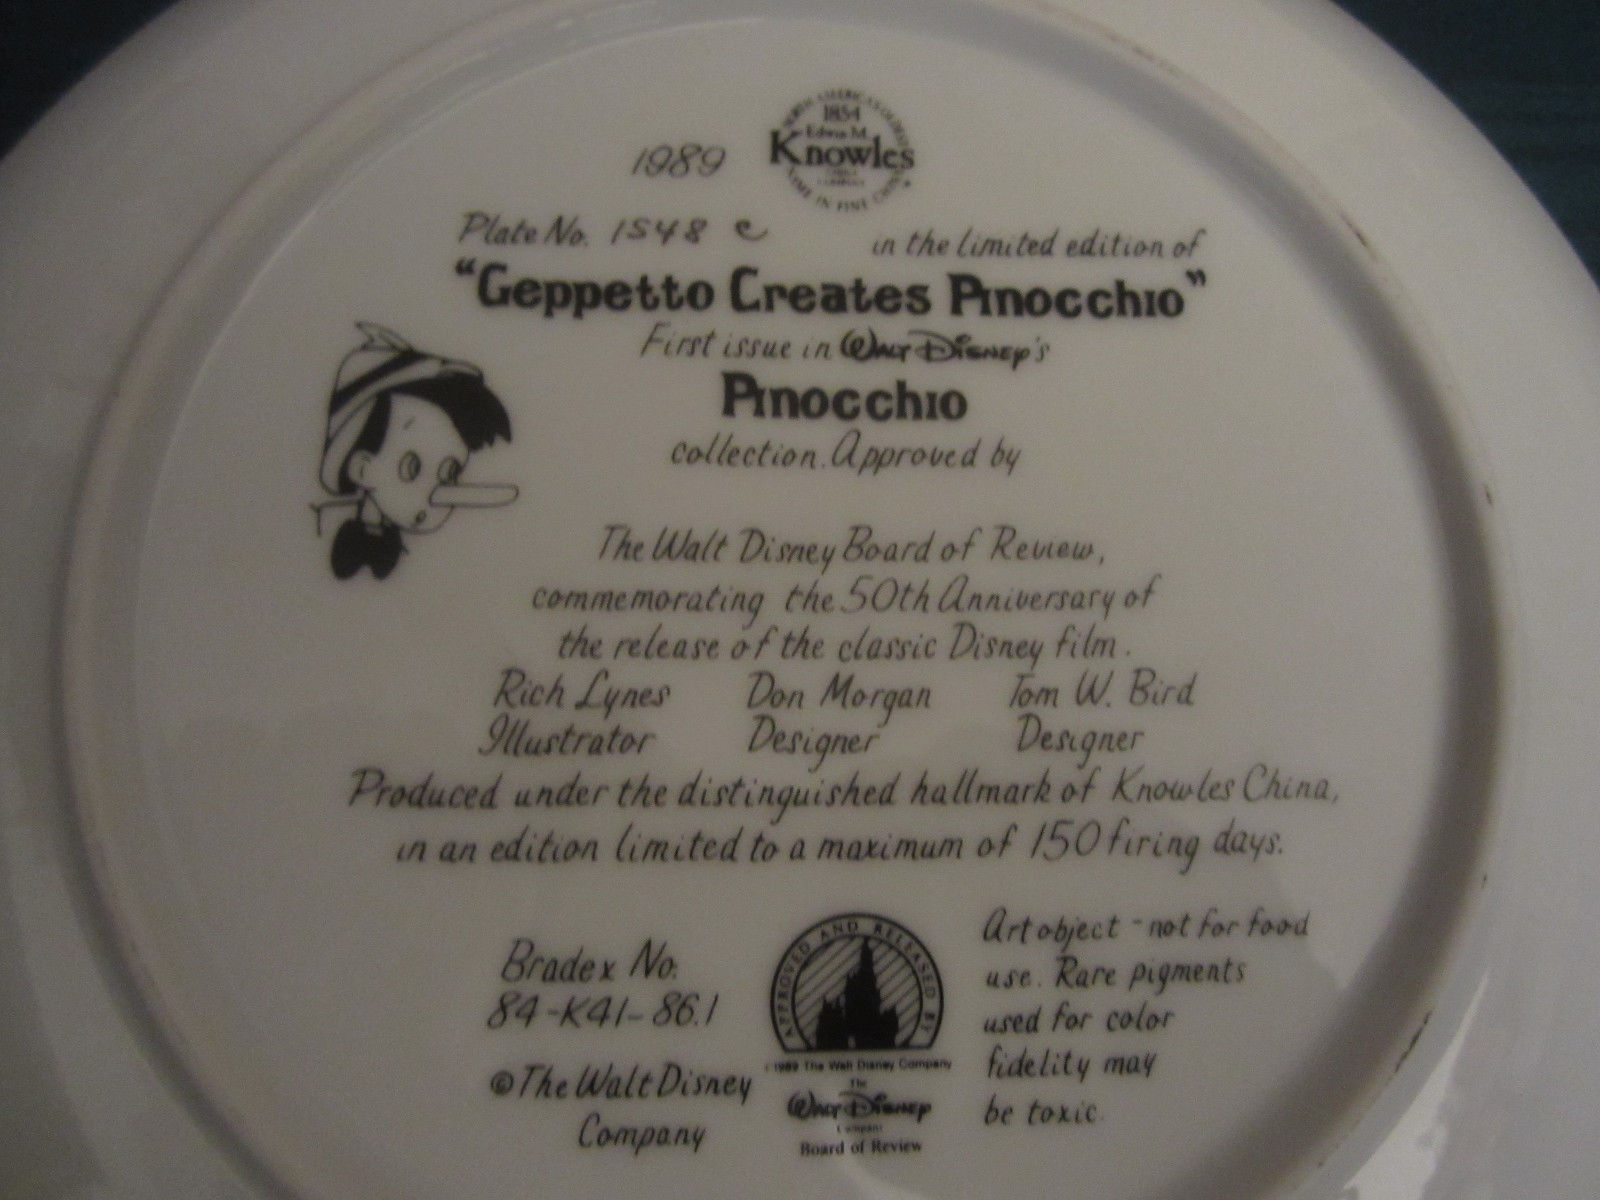 1854
Edwin M.
Knowles
1989
Plate No. 1548 e
in the limited edition of
"Geppetto Creates Pinocchio"
First issue in Walt Disney's
Pinocchio
collection. Approved by
The Walt Disney Board of Review,
commemorating the 50th Anniversary of
the release of the classic Disney film.
Rich Lynes Don Morgan Tom W. Bird
Illustrator Designer Designer
Produced under the distinguished hallmark of Knowles China,
in an edition limited to a maximum of 150 firing days.
Bradex No.
84-K41-86.1
©The Walt Disney
Company
APPROVED AND RELEASED BY
1989 The Walt Disney Company
The
Walt Disney
Company
Board of Review
Art object - not for food
use. Rare pigments
used for color
fidelity may
be toxic.